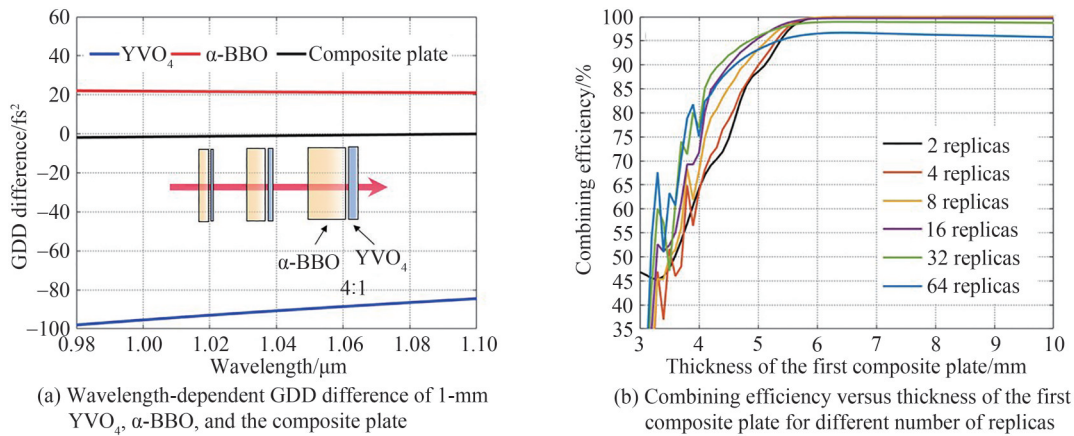 60
40
20
0
−20
−40
−60
−80
−100
GDD difference/fs²
YVO₄
α-BBO
Composite plate
α-BBO
YVO₄
4:1
0.98
1.00
1.02
1.04
1.06
1.08
1.10
Wavelength/μm
(a) Wavelength-dependent GDD difference of 1-mm
YVO₄, α-BBO, and the composite plate
100
95
90
85
80
75
70
65
60
55
50
45
40
35
Combining efficiency/%
2 replicas
4 replicas
8 replicas
16 replicas
32 replicas
64 replicas
3
4
5
6
7
8
9
10
Thickness of the first composite plate/mm
(b) Combining efficiency versus thickness of the first
composite plate for different number of replicas